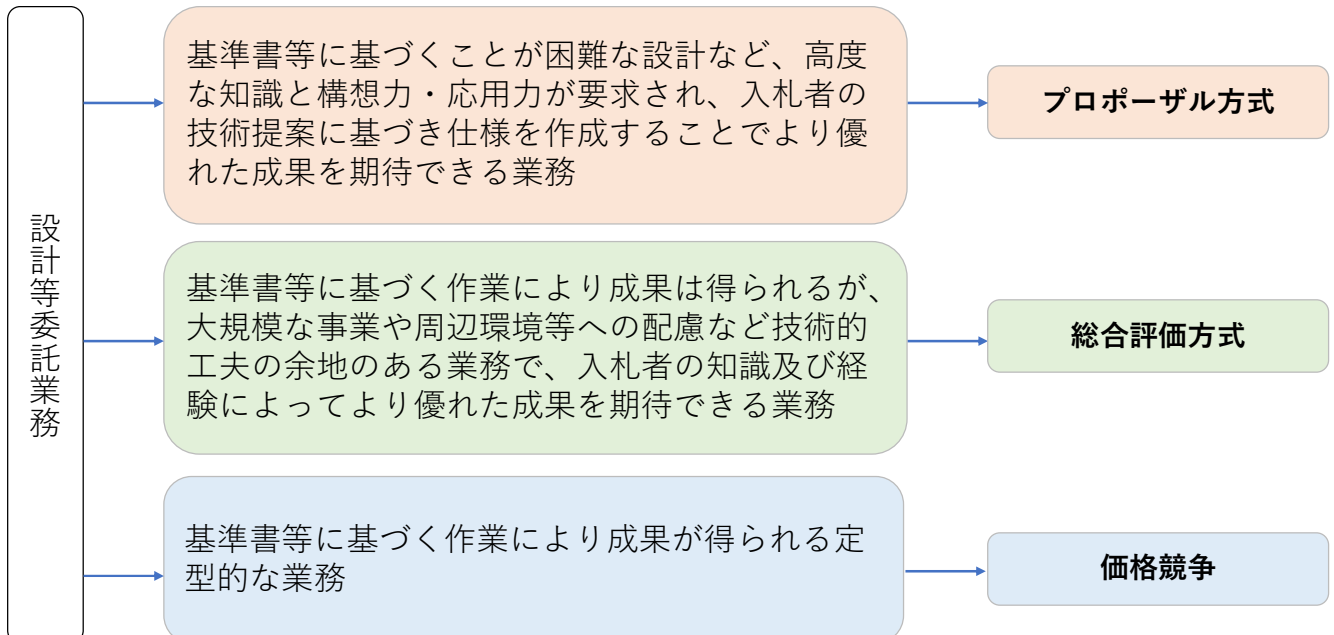 設計等委託業務
基準書等に基づくことが困難な設計など、高度
な知識と構想力・応用力が要求され、入札者の
技術提案に基づき仕様を作成することでより優
れた成果を期待できる業務
プロポーザル方式
基準書等に基づく作業により成果は得られるが、
大規模な事業や周辺環境等への配慮など技術的
工夫の余地のある業務で、入札者の知識及び経
験によってより優れた成果を期待できる業務
総合評価方式
基準書等に基づく作業により成果が得られる定
型的な業務
価格競争